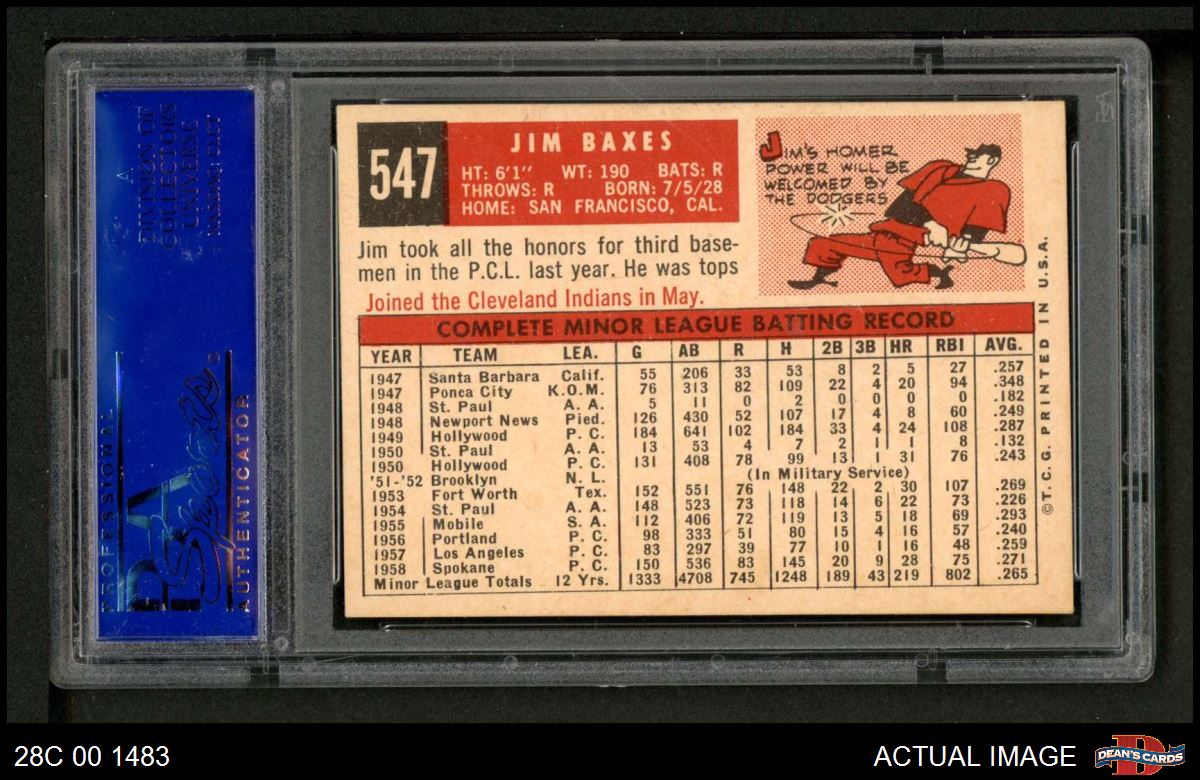 A
DIVISION OF
COLLECTORS
UNIVERSE
NASDAQ: CLCT
PROFESSIONAL
PSA
AUTHENTICATOR
547
JIM BAXES
HT: 6'1" WT: 190 BATS: R
THROWS: R BORN: 7/5/28
HOME: SAN FRANCISCO, CAL.
JIM'S HOMER
POWER WILL BE
WELCOMED BY
THE DODGERS
Jim took all the honors for third base-
men in the P.C.L. last year. He was tops
Joined the Cleveland Indians in May.
COMPLETE MINOR LEAGUE BATTING RECORD
YEAR TEAM LEA. G AB R H 2B 3B HR RBI AVG.
1947 Santa Barbara Calif. 55 206 33 53 8 2 5 27 .257
1947 Ponca City K.O.M. 76 313 82 109 22 4 20 94 .348
1948 St. Paul A. A. 5 11 0 2 0 0 0 0 .182
1948 Newport News Pied. 126 430 52 107 17 4 8 60 .249
1949 Hollywood P. C. 184 641 102 184 33 4 24 108 .287
1950 St. Paul A. A. 13 53 4 7 2 1 1 8 .132
1950 Hollywood P. C. 131 408 78 99 13 1 31 76 .243
'51-'52 Brooklyn N. L. (In Military Service)
1953 Fort Worth Tex. 152 551 76 148 22 2 30 107 .269
1954 St. Paul A. A. 148 523 73 118 14 6 22 73 .226
1955 Mobile S. A. 112 406 72 119 13 5 18 69 .293
1956 Portland P. C. 98 333 51 80 15 4 16 57 .240
1957 Los Angeles P. C. 83 297 39 77 10 1 16 48 .259
1958 Spokane P. C. 150 536 83 145 20 9 28 75 .271
Minor League Totals 12 Yrs. 1333 4708 745 1248 189 43 219 802 .265
©T.C.G. PRINTED IN U.S.A.
28C 00 1483
ACTUAL IMAGE
DEAN'S CARDS